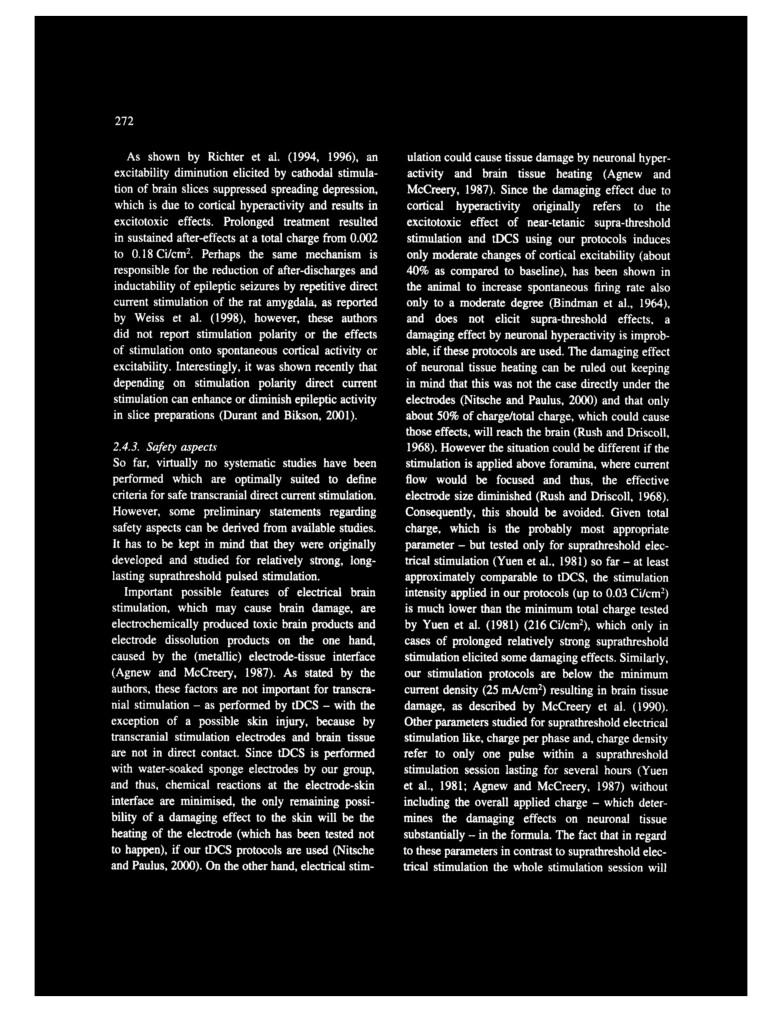 272
As shown by Richter et al. (1994, 1996), an
excitability diminution elicited by cathodal stimula-
tion of brain slices suppressed spreading depression,
which is due to cortical hyperactivity and results in
excitotoxic effects. Prolonged treatment resulted
in sustained after-effects at a total charge from 0.002
to 0.18 Ci/cm². Perhaps the same mechanism is
responsible for the reduction of after-discharges and
inductability of epileptic seizures by repetitive direct
current stimulation of the rat amygdala, as reported
by Weiss et al. (1998), however, these authors
did not report stimulation polarity or the effects
of stimulation onto spontaneous cortical activity or
excitability. Interestingly, it was shown recently that
depending on stimulation polarity direct current
stimulation can enhance or diminish epileptic activity
in slice preparations (Durant and Bikson, 2001).
2.4.3. Safety aspects
So far, virtually no systematic studies have been
performed which are optimally suited to define
criteria for safe transcranial direct current stimulation.
However, some preliminary statements regarding
safety aspects can be derived from available studies.
It has to be kept in mind that they were originally
developed and studied for relatively strong, long-
lasting suprathreshold pulsed stimulation.
Important possible features of electrical brain
stimulation, which may cause brain damage, are
electrochemically produced toxic brain products and
electrode dissolution products on the one hand,
caused by the (metallic) electrode-tissue interface
(Agnew and McCreery, 1987). As stated by the
authors, these factors are not important for transcra-
nial stimulation – as performed by tDCS – with the
exception of a possible skin injury, because by
transcranial stimulation electrodes and brain tissue
are not in direct contact. Since tDCS is performed
with water-soaked sponge electrodes by our group,
and thus, chemical reactions at the electrode-skin
interface are minimised, the only remaining possi-
bility of a damaging effect to the skin will be the
heating of the electrode (which has been tested not
to happen), if our tDCS protocols are used (Nitsche
and Paulus, 2000). On the other hand, electrical stim-
ulation could cause tissue damage by neuronal hyper-
activity and brain tissue heating (Agnew and
McCreery, 1987). Since the damaging effect due to
cortical hyperactivity originally refers to the
excitotoxic effect of near-tetanic supra-threshold
stimulation and tDCS using our protocols induces
only moderate changes of cortical excitability (about
40% as compared to baseline), has been shown in
the animal to increase spontaneous firing rate also
only to a moderate degree (Bindman et al., 1964),
and does not elicit supra-threshold effects, a
damaging effect by neuronal hyperactivity is improb-
able, if these protocols are used. The damaging effect
of neuronal tissue heating can be ruled out keeping
in mind that this was not the case directly under the
electrodes (Nitsche and Paulus, 2000) and that only
about 50% of charge/total charge, which could cause
those effects, will reach the brain (Rush and Driscoll,
1968). However the situation could be different if the
stimulation is applied above foramina, where current
flow would be focused and thus, the effective
electrode size diminished (Rush and Driscoll, 1968).
Consequently, this should be avoided. Given total
charge, which is the probably most appropriate
parameter – but tested only for suprathreshold elec-
trical stimulation (Yuen et al., 1981) so far – at least
approximately comparable to tDCS, the stimulation
intensity applied in our protocols (up to 0.03 Ci/cm²)
is much lower than the minimum total charge tested
by Yuen et al. (1981) (216 Ci/cm²), which only in
cases of prolonged relatively strong suprathreshold
stimulation elicited some damaging effects. Similarly,
our stimulation protocols are below the minimum
current density (25 mA/cm²) resulting in brain tissue
damage, as described by McCreery et al. (1990).
Other parameters studied for suprathreshold electrical
stimulation like, charge per phase and, charge density
refer to only one pulse within a suprathreshold
stimulation session lasting for several hours (Yuen
et al., 1981; Agnew and McCreery, 1987) without
including the overall applied charge – which deter-
mines the damaging effects on neuronal tissue
substantially – in the formula. The fact that in regard
to these parameters in contrast to suprathreshold elec-
trical stimulation the whole stimulation session will